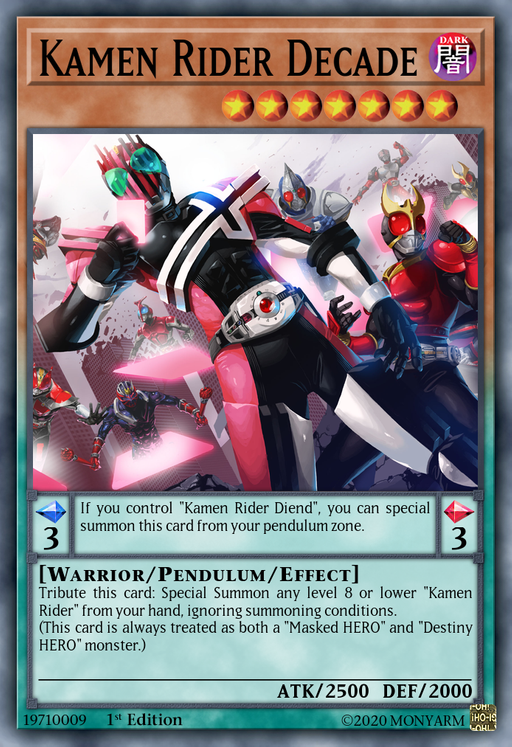 KAMEN RIDER DECADE
DARK
闇
If you control "Kamen Rider Diend", you can special
summon this card from your pendulum zone.
3
3
[WARRIOR/PENDULUM/EFFECT]
Tribute this card: Special Summon any level 8 or lower "Kamen
Rider" from your hand, ignoring summoning conditions.
(This card is always treated as both a "Masked HERO" and "Destiny
HERO" monster.)
ATK/2500 DEF/2000
19710009 1st Edition ©2020 MONYARM